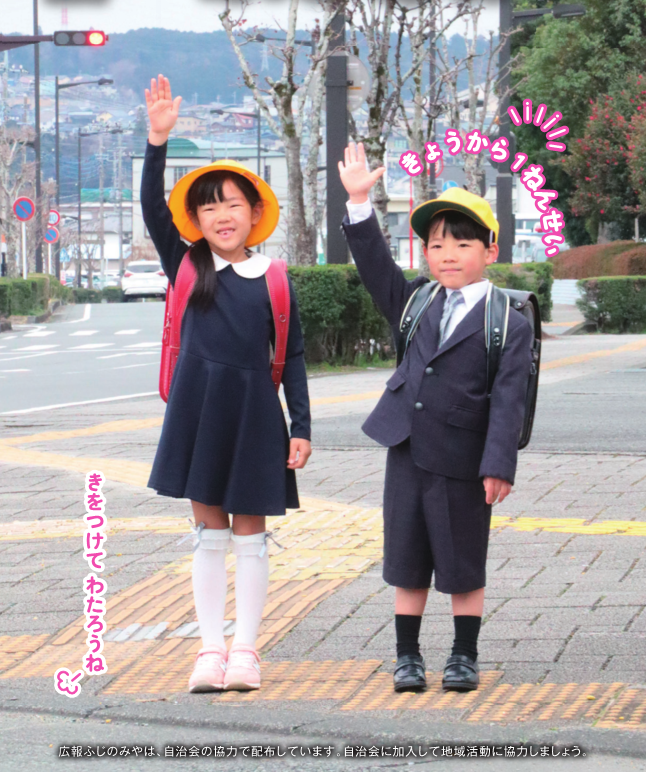 きょうから1ねんせい
きをつけて わたろうね
広報ふじのみやは、自治会の協力で配布しています。自治会に加入して地域活動に協力しましょう。